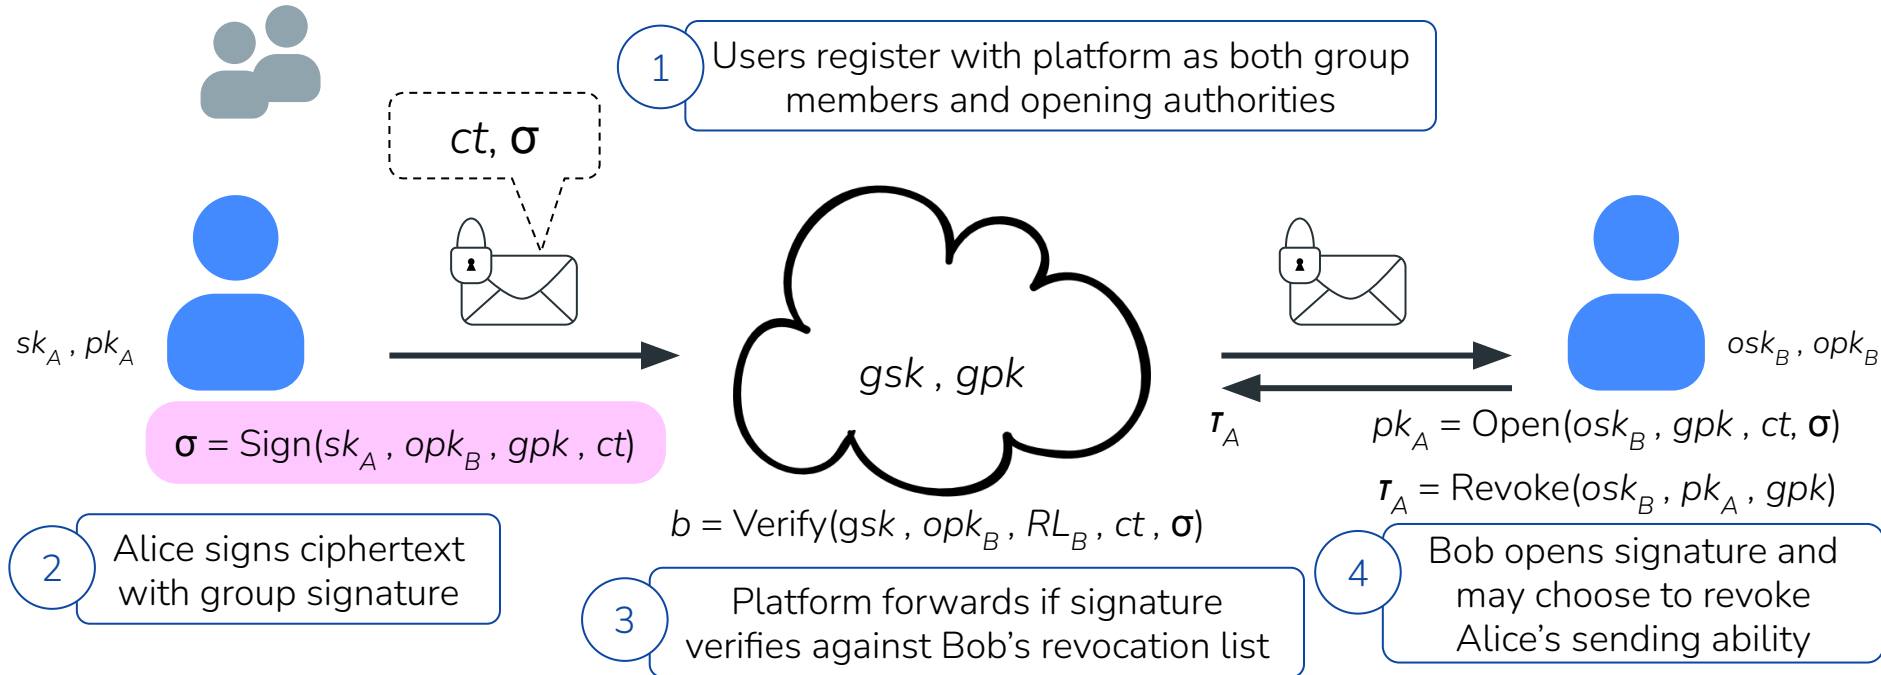 1
Users register with platform as both group
members and opening authorities
ct, σ
sk_A , pk_A
gsk , gpk
osk_B , opk_B
σ = Sign(sk_A , opk_B , gpk , ct)
τ_A
pk_A = Open(osk_B , gpk , ct, σ)
τ_A = Revoke(osk_B , pk_A , gpk)
b = Verify(gsk , opk_B , RL_B , ct , σ)
2
Alice signs ciphertext
with group signature
3
Platform forwards if signature
verifies against Bob’s revocation list
4
Bob opens signature and
may choose to revoke
Alice’s sending ability